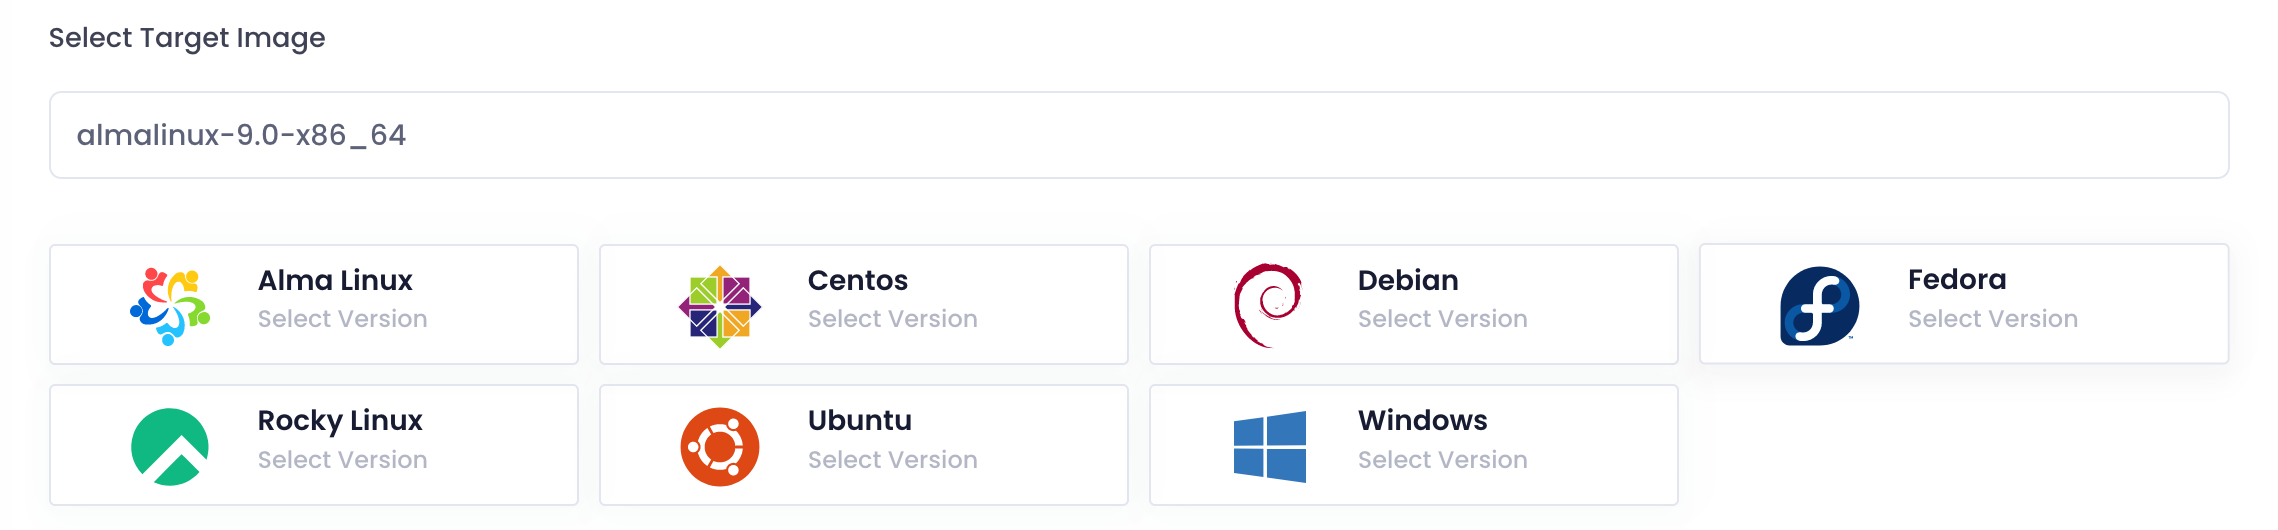 Select Target Image
almalinux-9.0-x86_64
Alma Linux
Select Version
Centos
Select Version
Debian
Select Version
Fedora
Select Version
Rocky Linux
Select Version
Ubuntu
Select Version
Windows
Select Version